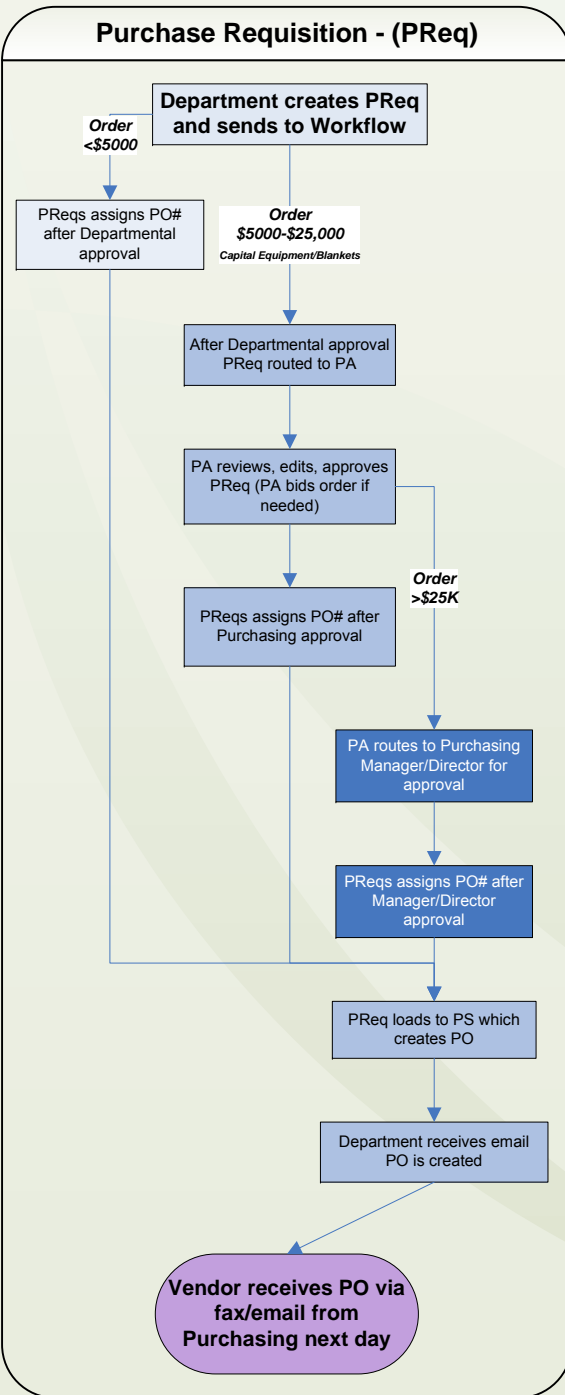 Purchase Requisition - (PReq)
Department creates PReq
and sends to Workflow
Order
<$5000
PReqs assigns PO#
after Departmental
approval
Order
$5000-$25,000
Capital Equipment/Blankets
After Departmental approval
PReq routed to PA
PA reviews, edits, approves
PReq (PA bids order if
needed)
Order
>$25K
PReqs assigns PO# after
Purchasing approval
PA routes to Purchasing
Manager/Director for
approval
PReqs assigns PO# after
Manager/Director
approval
PReq loads to PS which
creates PO
Department receives email
PO is created
Vendor receives PO via
fax/email from
Purchasing next day